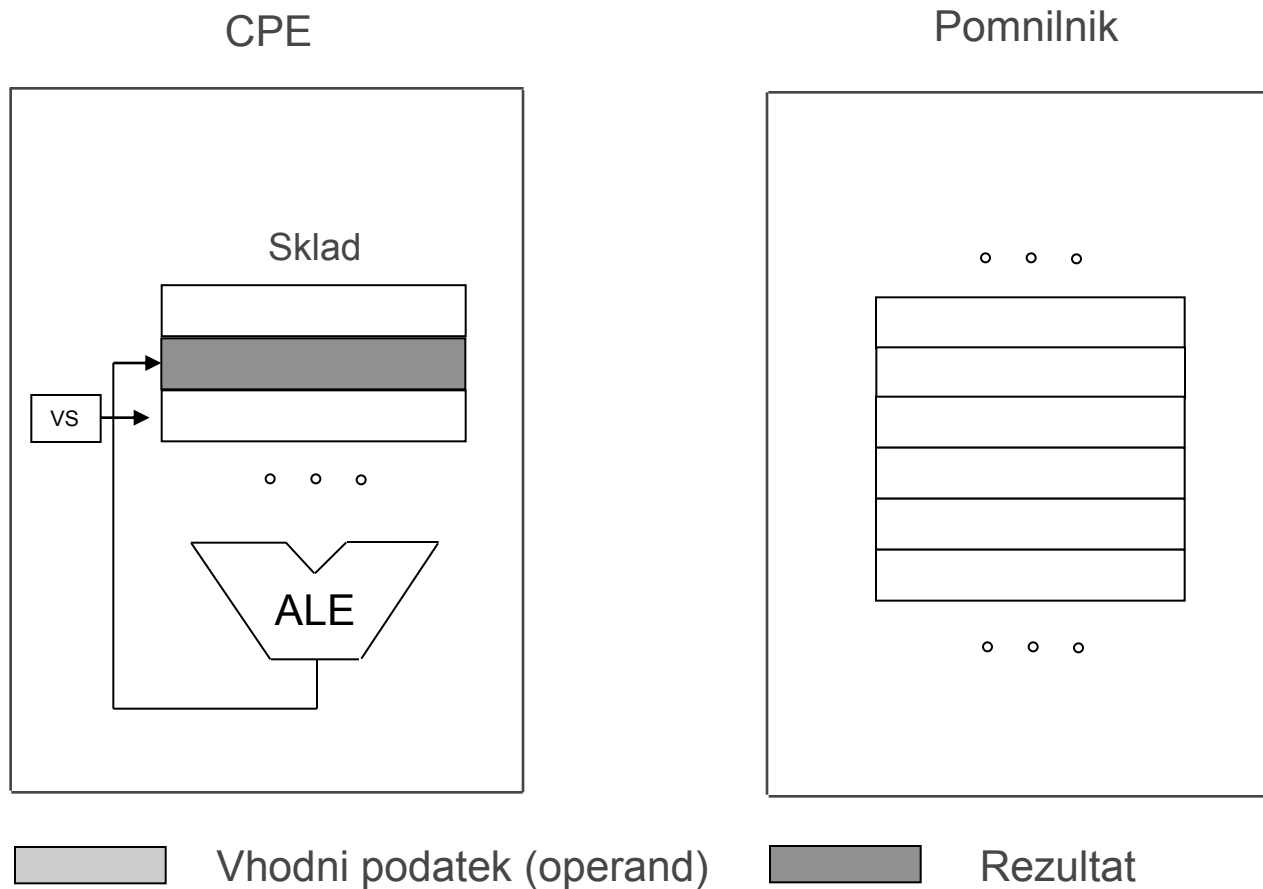 CPE
Pomnilnik
Sklad
VS
ALE
Vhodni podatek (operand)
Rezultat